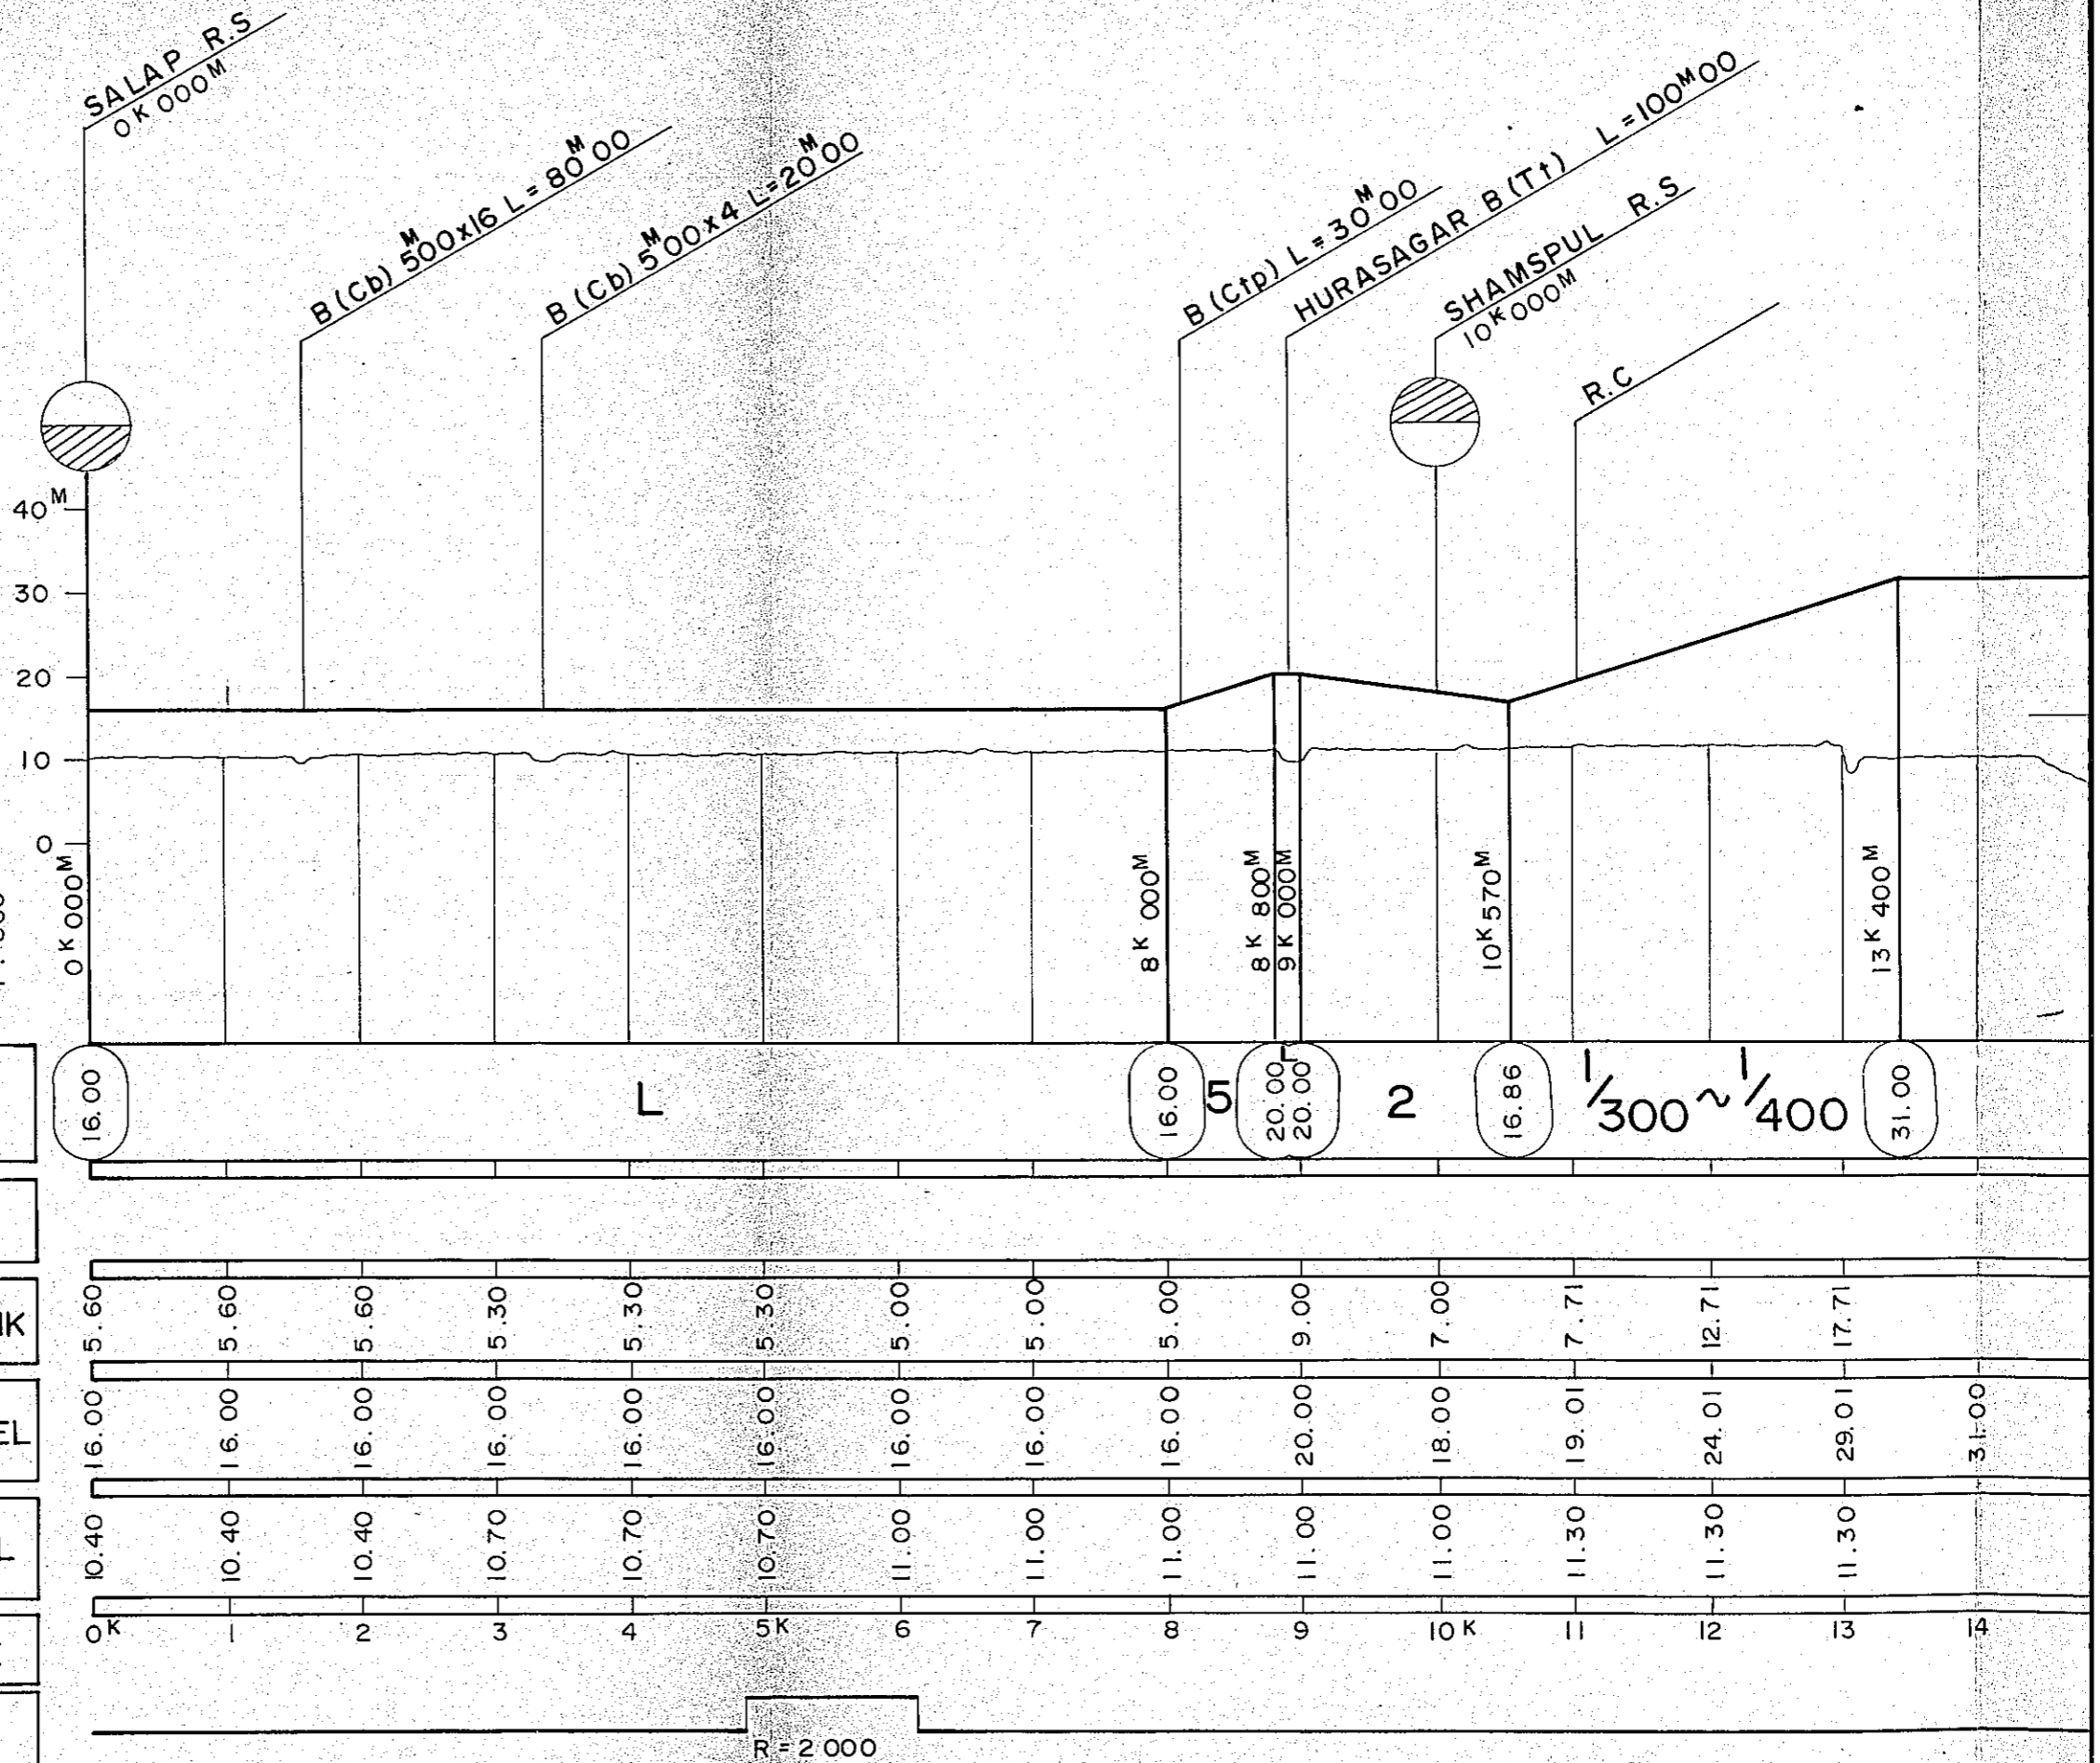 SALAP R.S
0K000M
B (Cb) 5M00x16 L=80M00
B (Cb) 5M00x4 L=20M00
B (Ctp) L=30M00
HURASAGAR B (Tt) L=100M00
SHAMSPUL R.S
10K000M
R.C
40M
30
20
10
0
0K000M
8K 000M
8K 800M
9K 000M
10K570M
13K400M
16.00
L
16.00
5
20.00
L
20.00
2
16.86
1/300 ~ 1/400
31.00
5.60 5.60 5.60 5.30 5.30 5.30 5.00 5.00 5.00 9.00 7.00 7.71 12.71 17.71
EL
16.00 16.00 16.00 16.00 16.00 16.00 16.00 16.00 16.00 20.00 18.00 19.01 24.01 29.01 31.00
10.40 10.40 10.40 10.70 10.70 10.70 11.00 11.00 11.00 11.00 11.00 11.30 11.30 11.30
0K 1 2 3 4 5K 6 7 8 9 10K 11 12 13 14
R=2000